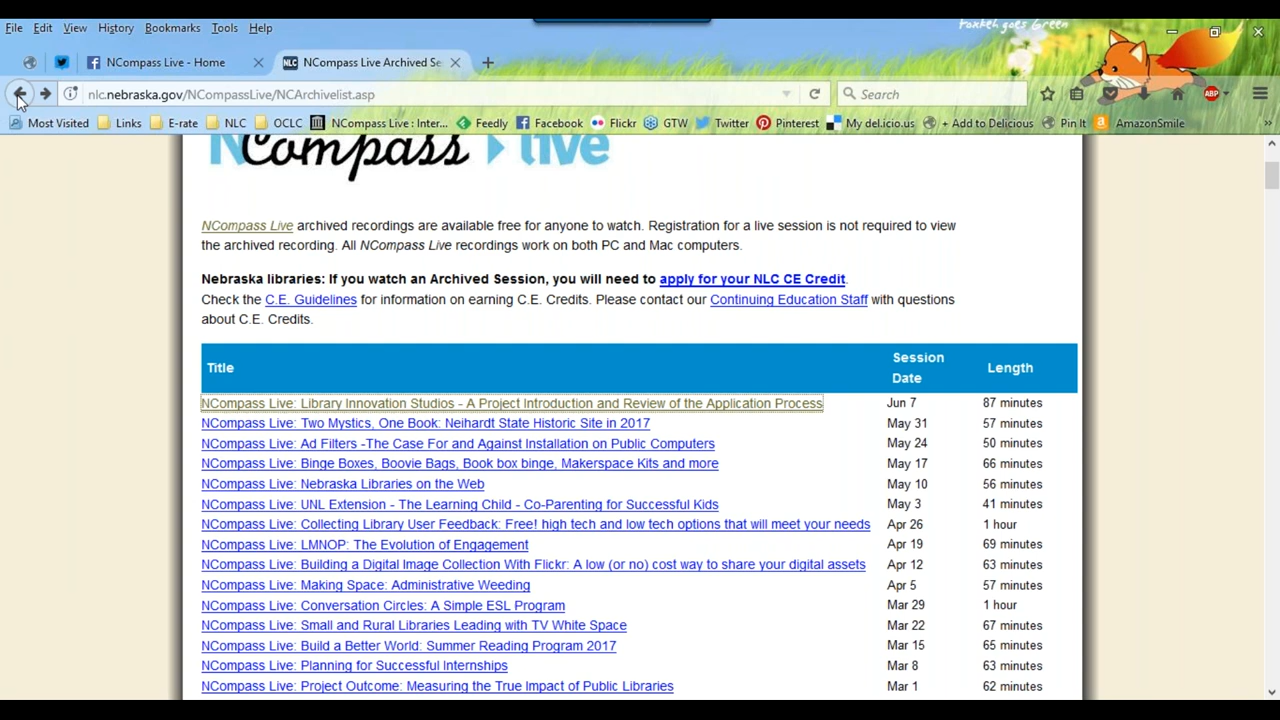 Foxkeh goes Green
File Edit View History Bookmarks Tools Help
NCompass Live - Home
NLC NCompass Live Archived Se
nlc.nebraska.gov/NCompassLive/NCArchivelist.asp
Search
ABP
Most Visited Links E-rate NLC OCLC NCompass Live : Inter... Feedly Facebook Flickr GTW Twitter Pinterest My del.icio.us + Add to Delicious Pin It AmazonSmile
NCompass live
NCompass Live archived recordings are available free for anyone to watch. Registration for a live session is not required to view
the archived recording. All NCompass Live recordings work on both PC and Mac computers.
Nebraska libraries: If you watch an Archived Session, you will need to apply for your NLC CE Credit.
Check the C.E. Guidelines for information on earning C.E. Credits. Please contact our Continuing Education Staff with questions
about C.E. Credits.
Title Session Date Length
NCompass Live: Library Innovation Studios - A Project Introduction and Review of the Application Process Jun 7 87 minutes
NCompass Live: Two Mystics, One Book: Neihardt State Historic Site in 2017 May 31 57 minutes
NCompass Live: Ad Filters -The Case For and Against Installation on Public Computers May 24 50 minutes
NCompass Live: Binge Boxes, Boovie Bags, Book box binge, Makerspace Kits and more May 17 66 minutes
NCompass Live: Nebraska Libraries on the Web May 10 56 minutes
NCompass Live: UNL Extension - The Learning Child - Co-Parenting for Successful Kids May 3 41 minutes
NCompass Live: Collecting Library User Feedback: Free! high tech and low tech options that will meet your needs Apr 26 1 hour
NCompass Live: LMNOP: The Evolution of Engagement Apr 19 69 minutes
NCompass Live: Building a Digital Image Collection With Flickr: A low (or no) cost way to share your digital assets Apr 12 63 minutes
NCompass Live: Making Space: Administrative Weeding Apr 5 57 minutes
NCompass Live: Conversation Circles: A Simple ESL Program Mar 29 1 hour
NCompass Live: Small and Rural Libraries Leading with TV White Space Mar 22 67 minutes
NCompass Live: Build a Better World: Summer Reading Program 2017 Mar 15 65 minutes
NCompass Live: Planning for Successful Internships Mar 8 63 minutes
NCompass Live: Project Outcome: Measuring the True Impact of Public Libraries Mar 1 62 minutes